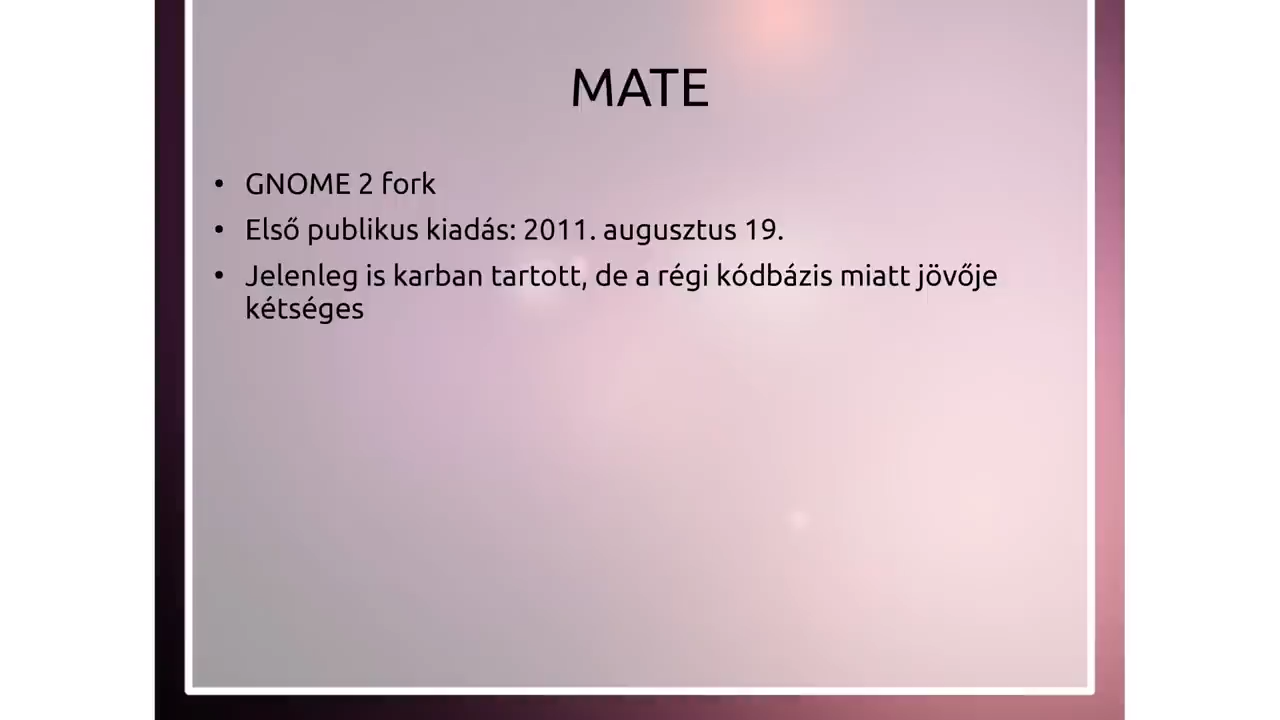 MATE
• GNOME 2 fork
• Első publikus kiadás: 2011. augusztus 19.
• Jelenleg is karban tartott, de a régi kódbázis miatt jövője
kétséges